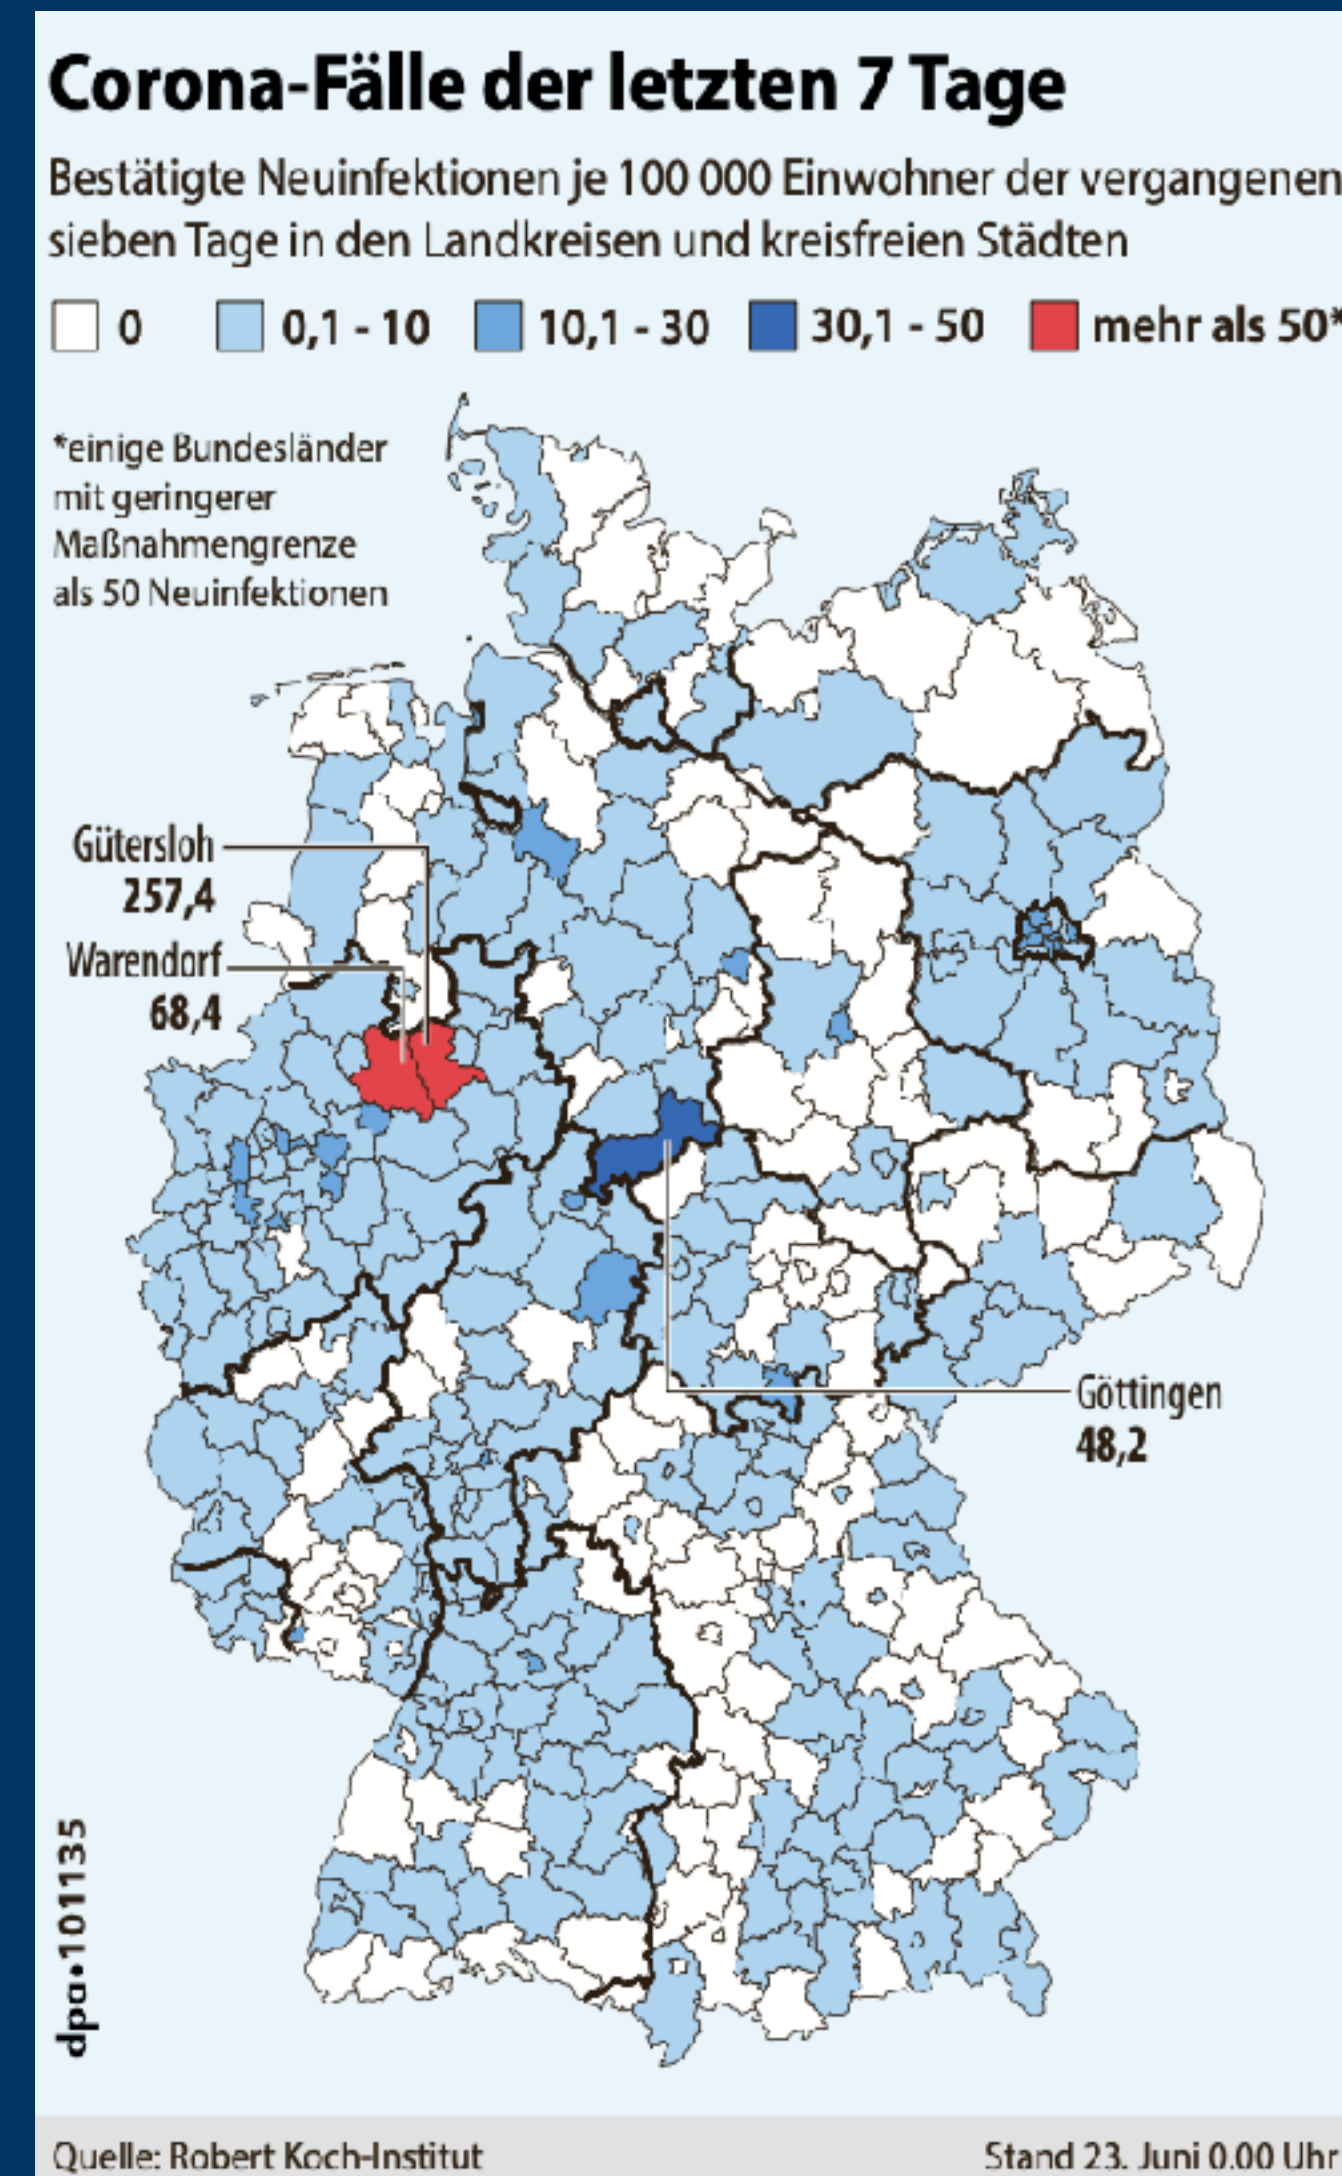 Corona-Fälle der letzten 7 Tage
Bestätigte Neuinfektionen je 100 000 Einwohner der vergangenen
sieben Tage in den Landkreisen und kreisfreien Städten
0 0,1 - 10 10,1 - 30 30,1 - 50 mehr als 50*
*einige Bundesländer
mit geringerer
Maßnahmengrenze
als 50 Neuinfektionen
Gütersloh
257,4
Warendorf
68,4
Göttingen
48,2
dpa•101135
Quelle: Robert Koch-Institut Stand 23. Juni 0.00 Uhr